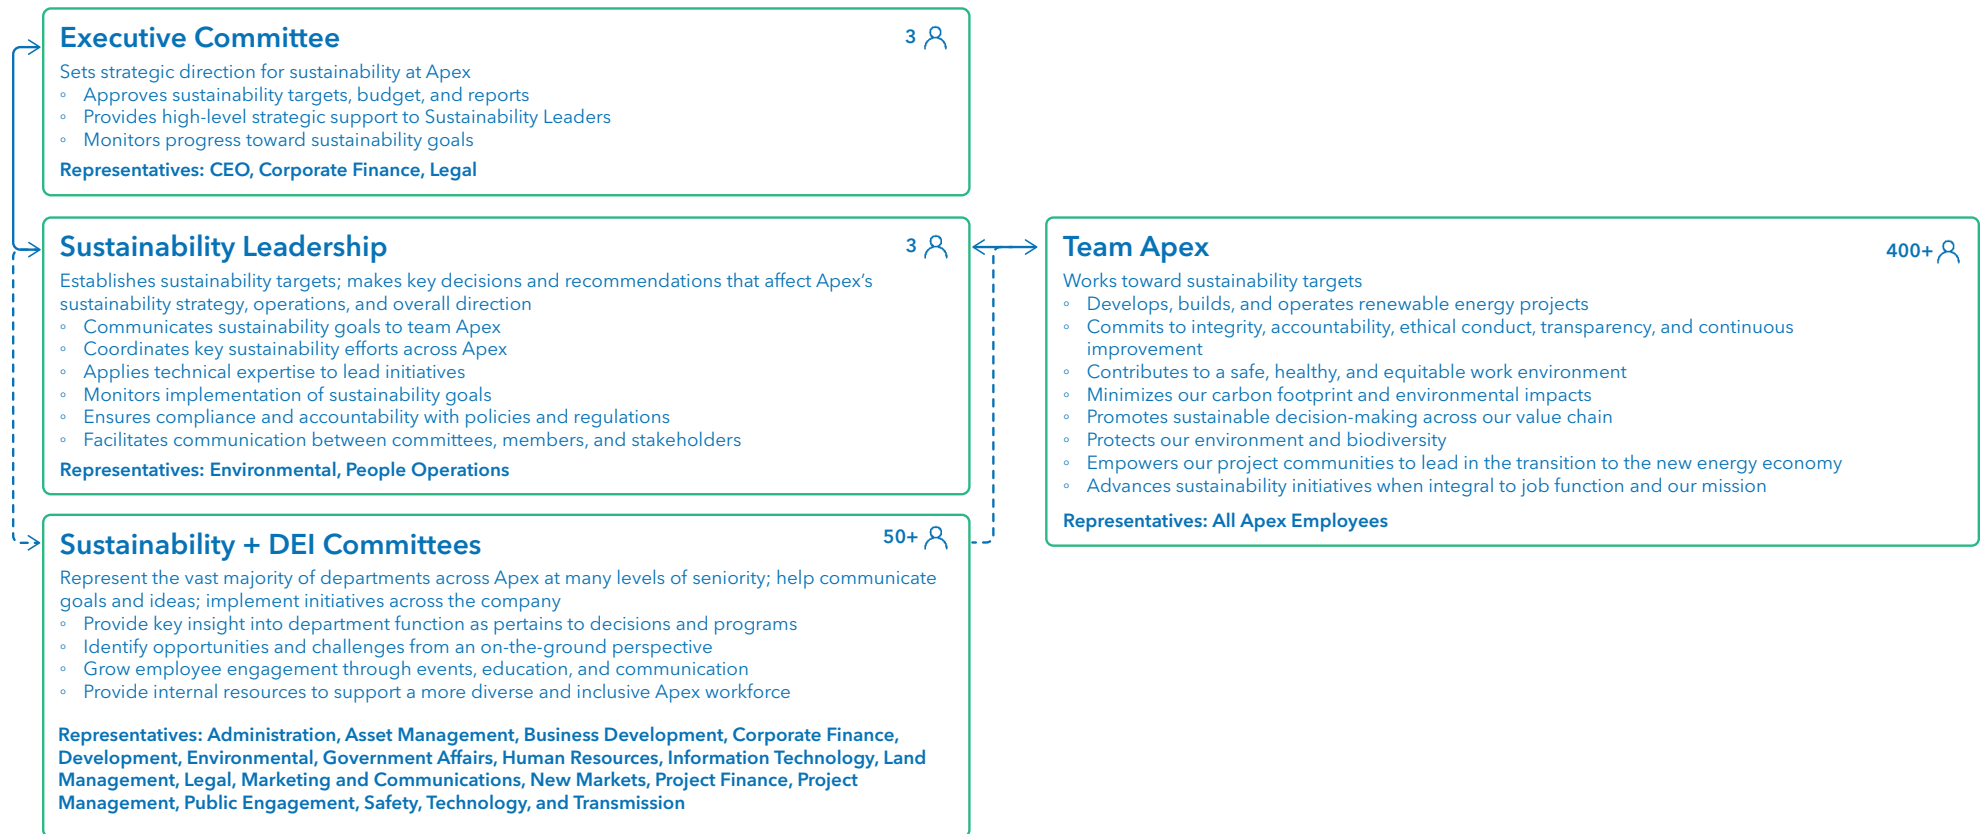 Executive Committee
3
Sets strategic direction for sustainability at Apex
◦ Approves sustainability targets, budget, and reports
◦ Provides high-level strategic support to Sustainability Leaders
◦ Monitors progress toward sustainability goals
Representatives: CEO, Corporate Finance, Legal
Sustainability Leadership
3
Establishes sustainability targets; makes key decisions and recommendations that affect Apex’s
sustainability strategy, operations, and overall direction
◦ Communicates sustainability goals to team Apex
◦ Coordinates key sustainability efforts across Apex
◦ Applies technical expertise to lead initiatives
◦ Monitors implementation of sustainability goals
◦ Ensures compliance and accountability with policies and regulations
◦ Facilitates communication between committees, members, and stakeholders
Representatives: Environmental, People Operations
Sustainability + DEI Committees
50+
Represent the vast majority of departments across Apex at many levels of seniority; help communicate
goals and ideas; implement initiatives across the company
◦ Provide key insight into department function as pertains to decisions and programs
◦ Identify opportunities and challenges from an on-the-ground perspective
◦ Grow employee engagement through events, education, and communication
◦ Provide internal resources to support a more diverse and inclusive Apex workforce
Representatives: Administration, Asset Management, Business Development, Corporate Finance,
Development, Environmental, Government Affairs, Human Resources, Information Technology, Land
Management, Legal, Marketing and Communications, New Markets, Project Finance, Project
Management, Public Engagement, Safety, Technology, and Transmission
Team Apex
400+
Works toward sustainability targets
◦ Develops, builds, and operates renewable energy projects
◦ Commits to integrity, accountability, ethical conduct, transparency, and continuous
improvement
◦ Contributes to a safe, healthy, and equitable work environment
◦ Minimizes our carbon footprint and environmental impacts
◦ Promotes sustainable decision-making across our value chain
◦ Protects our environment and biodiversity
◦ Empowers our project communities to lead in the transition to the new energy economy
◦ Advances sustainability initiatives when integral to job function and our mission
Representatives: All Apex Employees